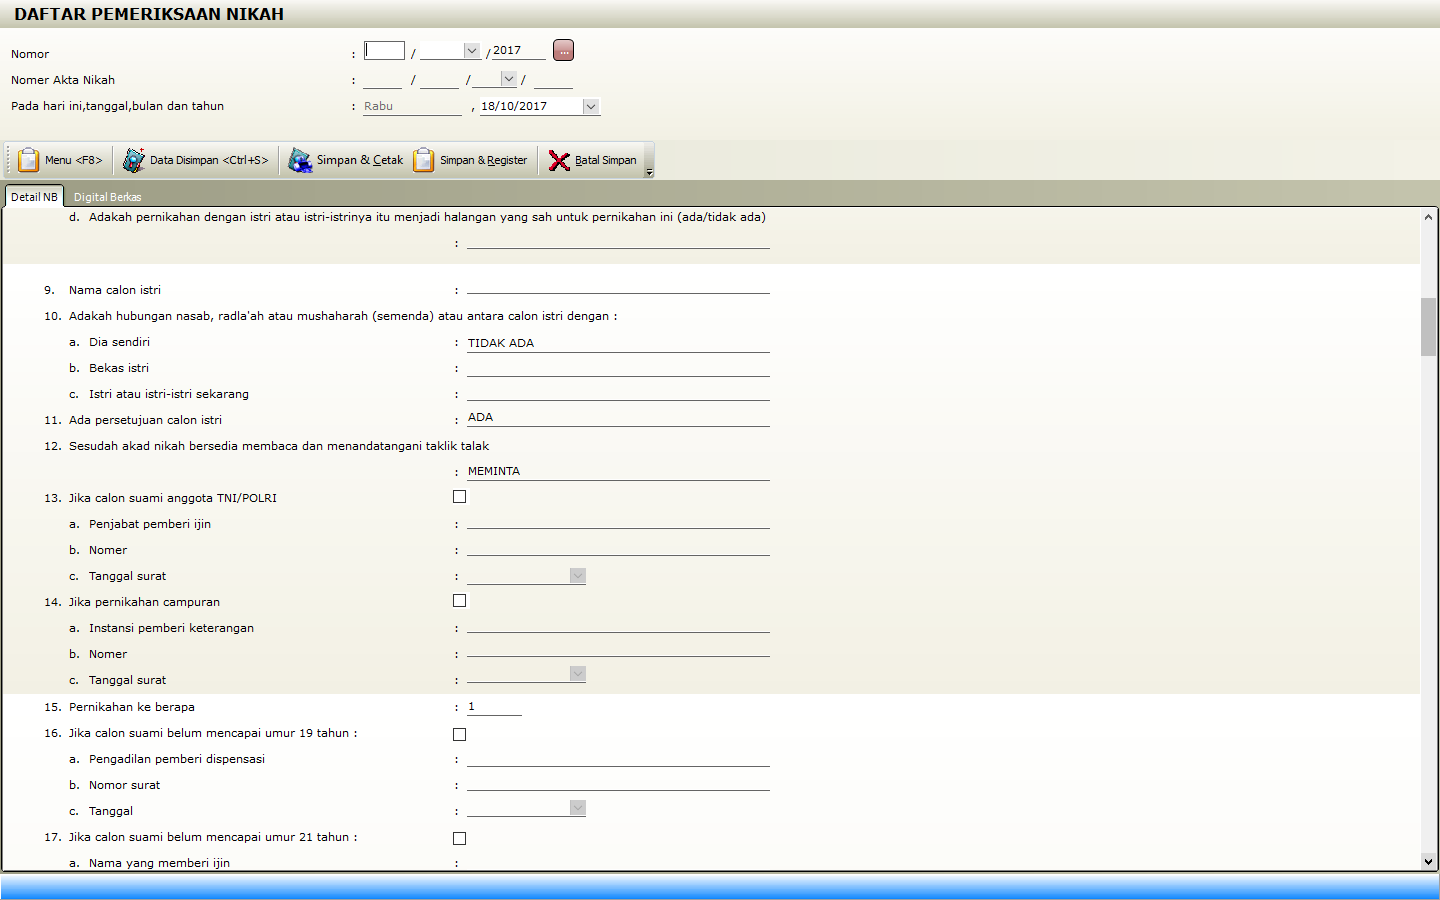 DAFTAR PEMERIKSAAN NIKAH
Nomor : / / 2017 ...
Nomer Akta Nikah : / / /
Pada hari ini,tanggal,bulan dan tahun : Rabu , 18/10/2017
Menu <F8> Data Disimpan <Ctrl+S> Simpan & Cetak Simpan & Register Batal Simpan
Detail NB Digital Berkas
d. Adakah pernikahan dengan istri atau istri-istrinya itu menjadi halangan yang sah untuk pernikahan ini (ada/tidak ada)
:
9. Nama calon istri :
10. Adakah hubungan nasab, radla'ah atau mushaharah (semenda) atau antara calon istri dengan :
a. Dia sendiri : TIDAK ADA
b. Bekas istri :
c. Istri atau istri-istri sekarang :
11. Ada persetujuan calon istri : ADA
12. Sesudah akad nikah bersedia membaca dan menandatangani taklik talak
: MEMINTA
13. Jika calon suami anggota TNI/POLRI
a. Penjabat pemberi ijin :
b. Nomer :
c. Tanggal surat :
14. Jika pernikahan campuran
a. Instansi pemberi keterangan :
b. Nomer :
c. Tanggal surat :
15. Pernikahan ke berapa : 1
16. Jika calon suami belum mencapai umur 19 tahun :
a. Pengadilan pemberi dispensasi :
b. Nomor surat :
c. Tanggal :
17. Jika calon suami belum mencapai umur 21 tahun :
a. Nama yang memberi ijin :